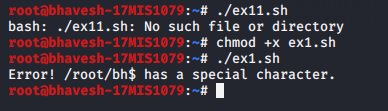 root@bhavesh-17MIS1079:~# ./ex11.sh
bash: ./ex11.sh: No such file or directory
root@bhavesh-17MIS1079:~# chmod +x ex1.sh
root@bhavesh-17MIS1079:~# ./ex1.sh
Error! /root/bh$ has a special character.
root@bhavesh-17MIS1079:~#